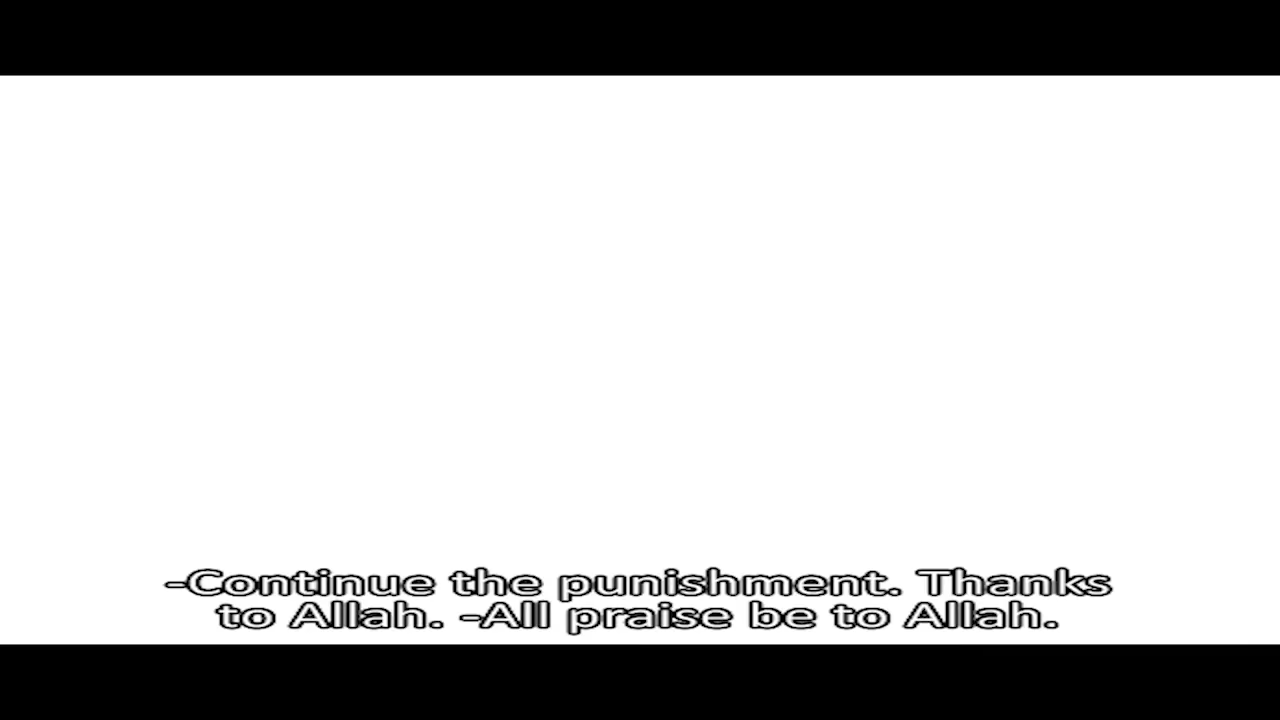 -Continue the punishment. Thanks
to Allah. -All praise be to Allah.